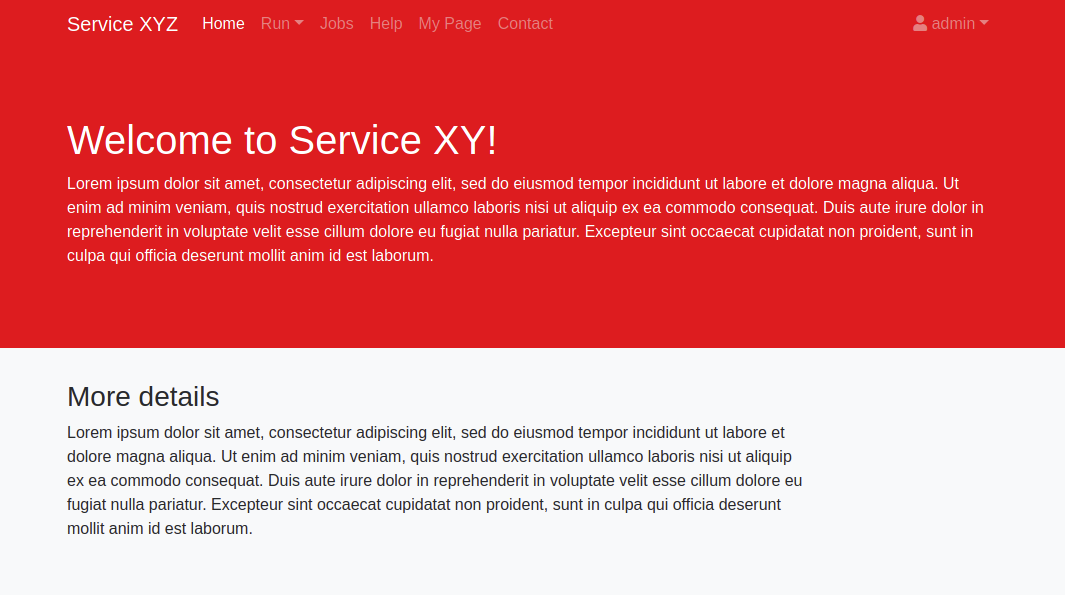 Service XYZ Home Run Jobs Help My Page Contact admin
Welcome to Service XY!
Lorem ipsum dolor sit amet, consectetur adipiscing elit, sed do eiusmod tempor incididunt ut labore et dolore magna aliqua. Ut
enim ad minim veniam, quis nostrud exercitation ullamco laboris nisi ut aliquip ex ea commodo consequat. Duis aute irure dolor in
reprehenderit in voluptate velit esse cillum dolore eu fugiat nulla pariatur. Excepteur sint occaecat cupidatat non proident, sunt in
culpa qui officia deserunt mollit anim id est laborum.
More details
Lorem ipsum dolor sit amet, consectetur adipiscing elit, sed do eiusmod tempor incididunt ut labore et
dolore magna aliqua. Ut enim ad minim veniam, quis nostrud exercitation ullamco laboris nisi ut aliquip
ex ea commodo consequat. Duis aute irure dolor in reprehenderit in voluptate velit esse cillum dolore eu
fugiat nulla pariatur. Excepteur sint occaecat cupidatat non proident, sunt in culpa qui officia deserunt
mollit anim id est laborum.